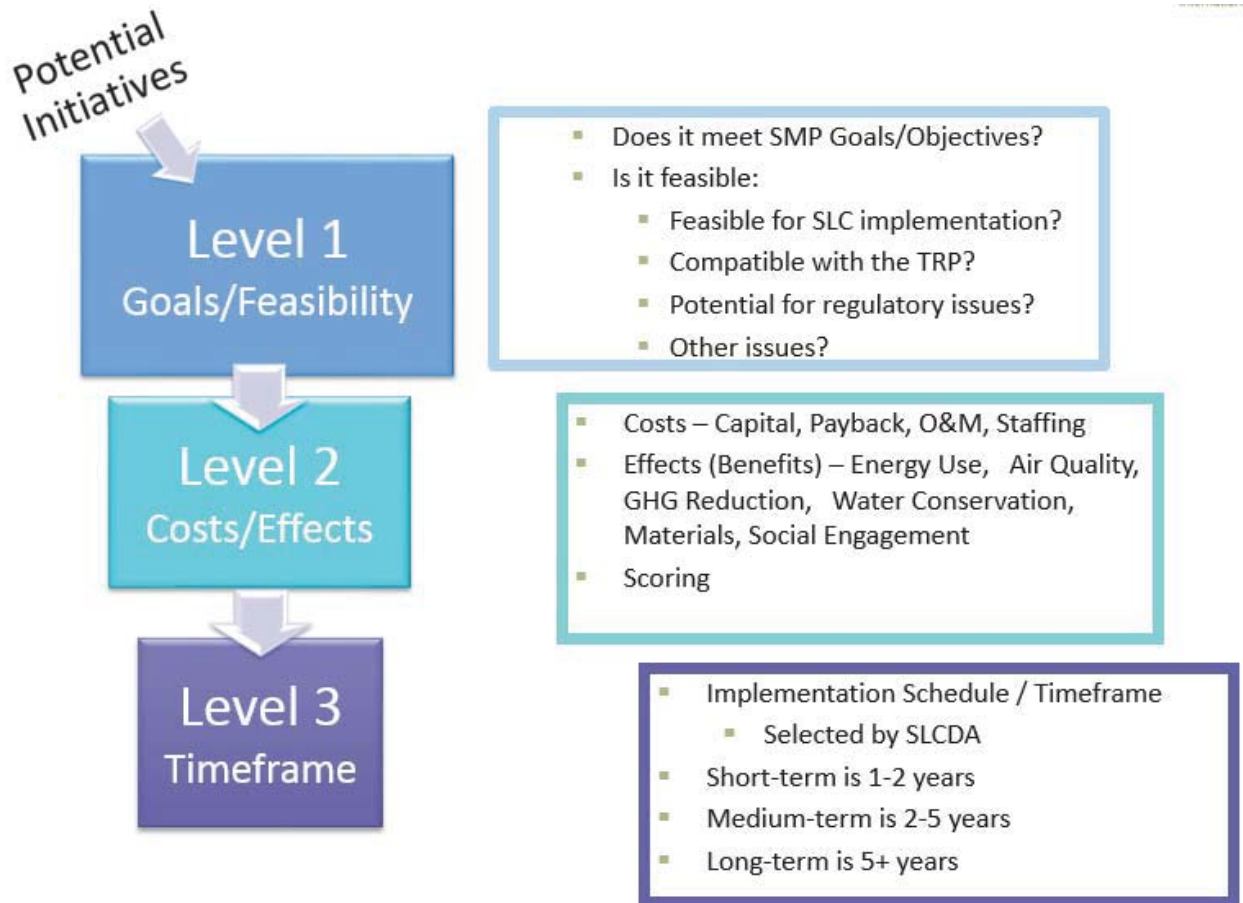 Potential
Initiatives
Level 1
Goals/Feasibility
Does it meet SMP Goals/Objectives?
Is it feasible:
Feasible for SLC implementation?
Compatible with the TRP?
Potential for regulatory issues?
Other issues?
Level 2
Costs/Effects
Costs – Capital, Payback, O&M, Staffing
Effects (Benefits) – Energy Use, Air Quality,
GHG Reduction, Water Conservation,
Materials, Social Engagement
Scoring
Level 3
Timeframe
Implementation Schedule / Timeframe
Selected by SLCDA
Short-term is 1-2 years
Medium-term is 2-5 years
Long-term is 5+ years